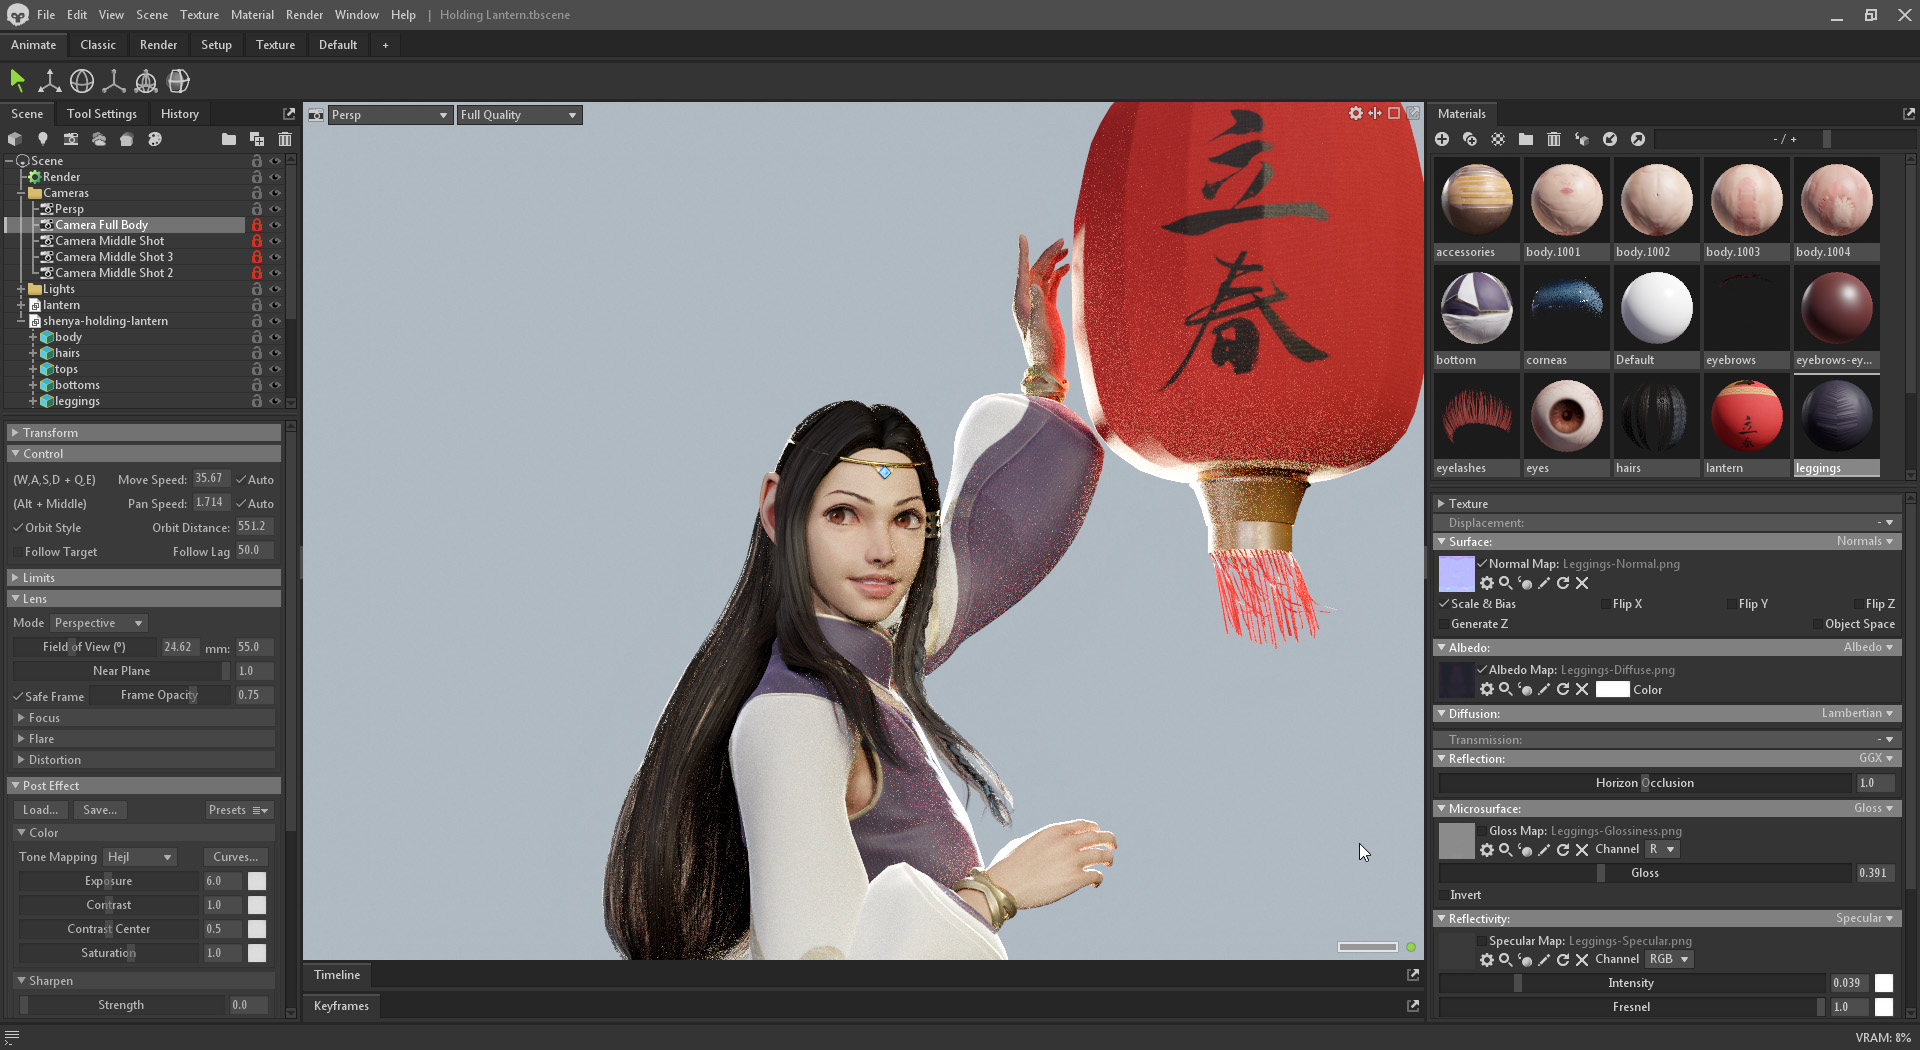 File Edit View Scene Texture Material Render Window Help | Holding Lantern.tbscene
Animate Classic Render Setup Texture Default +
Scene Tool Settings History
Scene
Render
Cameras
Persp
Camera Full Body
Camera Middle Shot
Camera Middle Shot 3
Camera Middle Shot 2
Lights
lantern
shenya-holding-lantern
body
hairs
tops
bottoms
leggings
Transform
Control
(W,A,S,D + Q,E) Move Speed: 35.67 Auto
(Alt + Middle) Pan Speed: 1.714 Auto
Orbit Style Orbit Distance: 551.2
Follow Target Follow Lag 50.0
Limits
Lens
Mode Perspective
Field of View (º) 24.62 mm: 55.0
Near Plane 1.0
Safe Frame Frame Opacity 0.75
Focus
Flare
Distortion
Post Effect
Load... Save... Presets
Color
Tone Mapping Hejl Curves...
Exposure 6.0
Contrast 1.0
Contrast Center 0.5
Saturation 1.0
Sharpen
Strength 0.0
Persp Full Quality
立
春
Timeline
Keyframes
Materials
- / +
accessories body.1001 body.1002 body.1003 body.1004
bottom corneas Default eyebrows eyebrows-ey...
eyelashes eyes hairs lantern leggings
Texture
Displacement: -
Surface: Normals
Normal Map: Leggings-Normal.png
Scale & Bias Flip X Flip Y Flip Z
Generate Z Object Space
Albedo: Albedo
Albedo Map: Leggings-Diffuse.png
Color
Diffusion: Lambertian
Transmission: -
Reflection: GGX
Horizon Occlusion 1.0
Microsurface: Gloss
Gloss Map: Leggings-Glossiness.png
Channel R
Gloss 0.391
Invert
Reflectivity: Specular
Specular Map: Leggings-Specular.png
Channel RGB
Intensity 0.039
Fresnel 1.0
VRAM: 8%